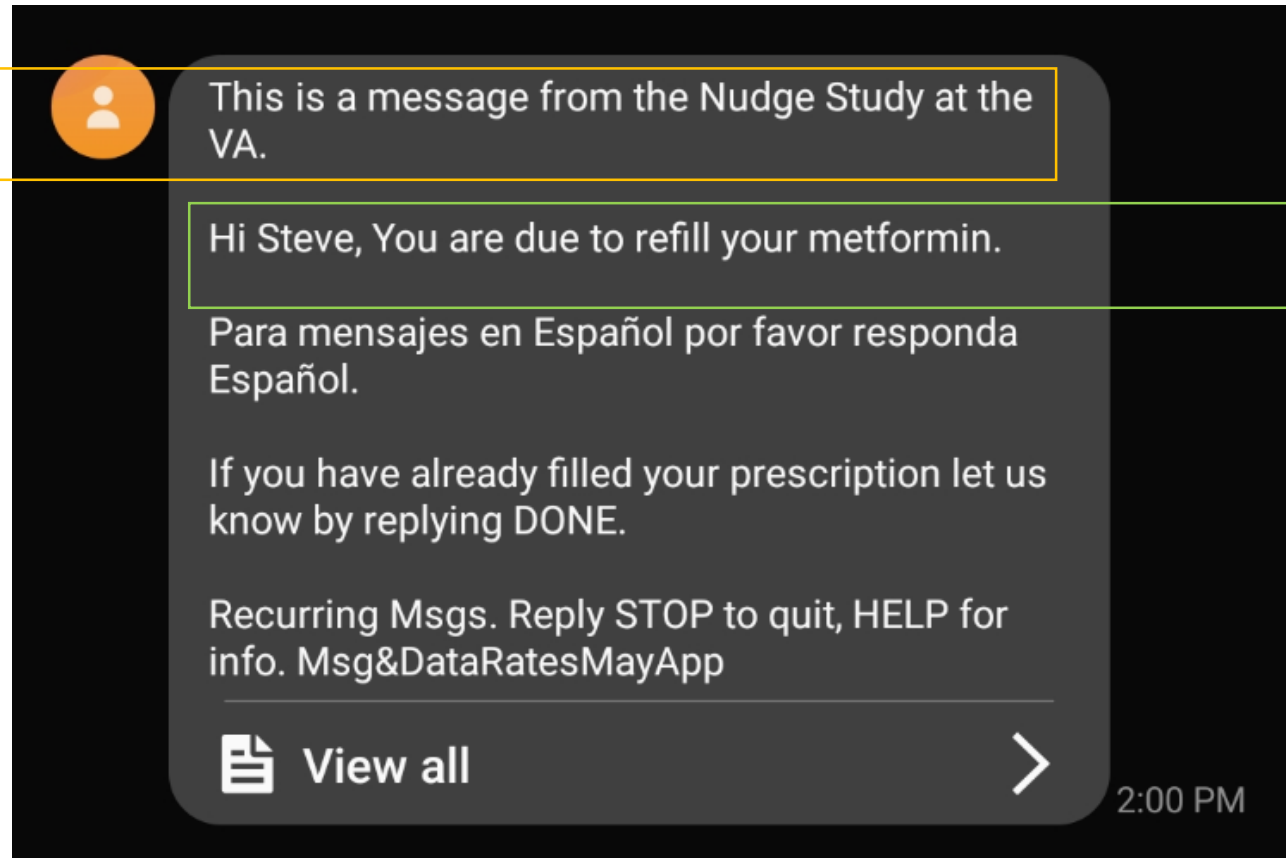 This is a message from the Nudge Study at the
VA.
Hi Steve, You are due to refill your metformin.
Para mensajes en Español por favor responda
Español.
If you have already filled your prescription let us
know by replying DONE.
Recurring Msgs. Reply STOP to quit, HELP for
info. Msg&DataRatesMayApp
View all
2:00 PM